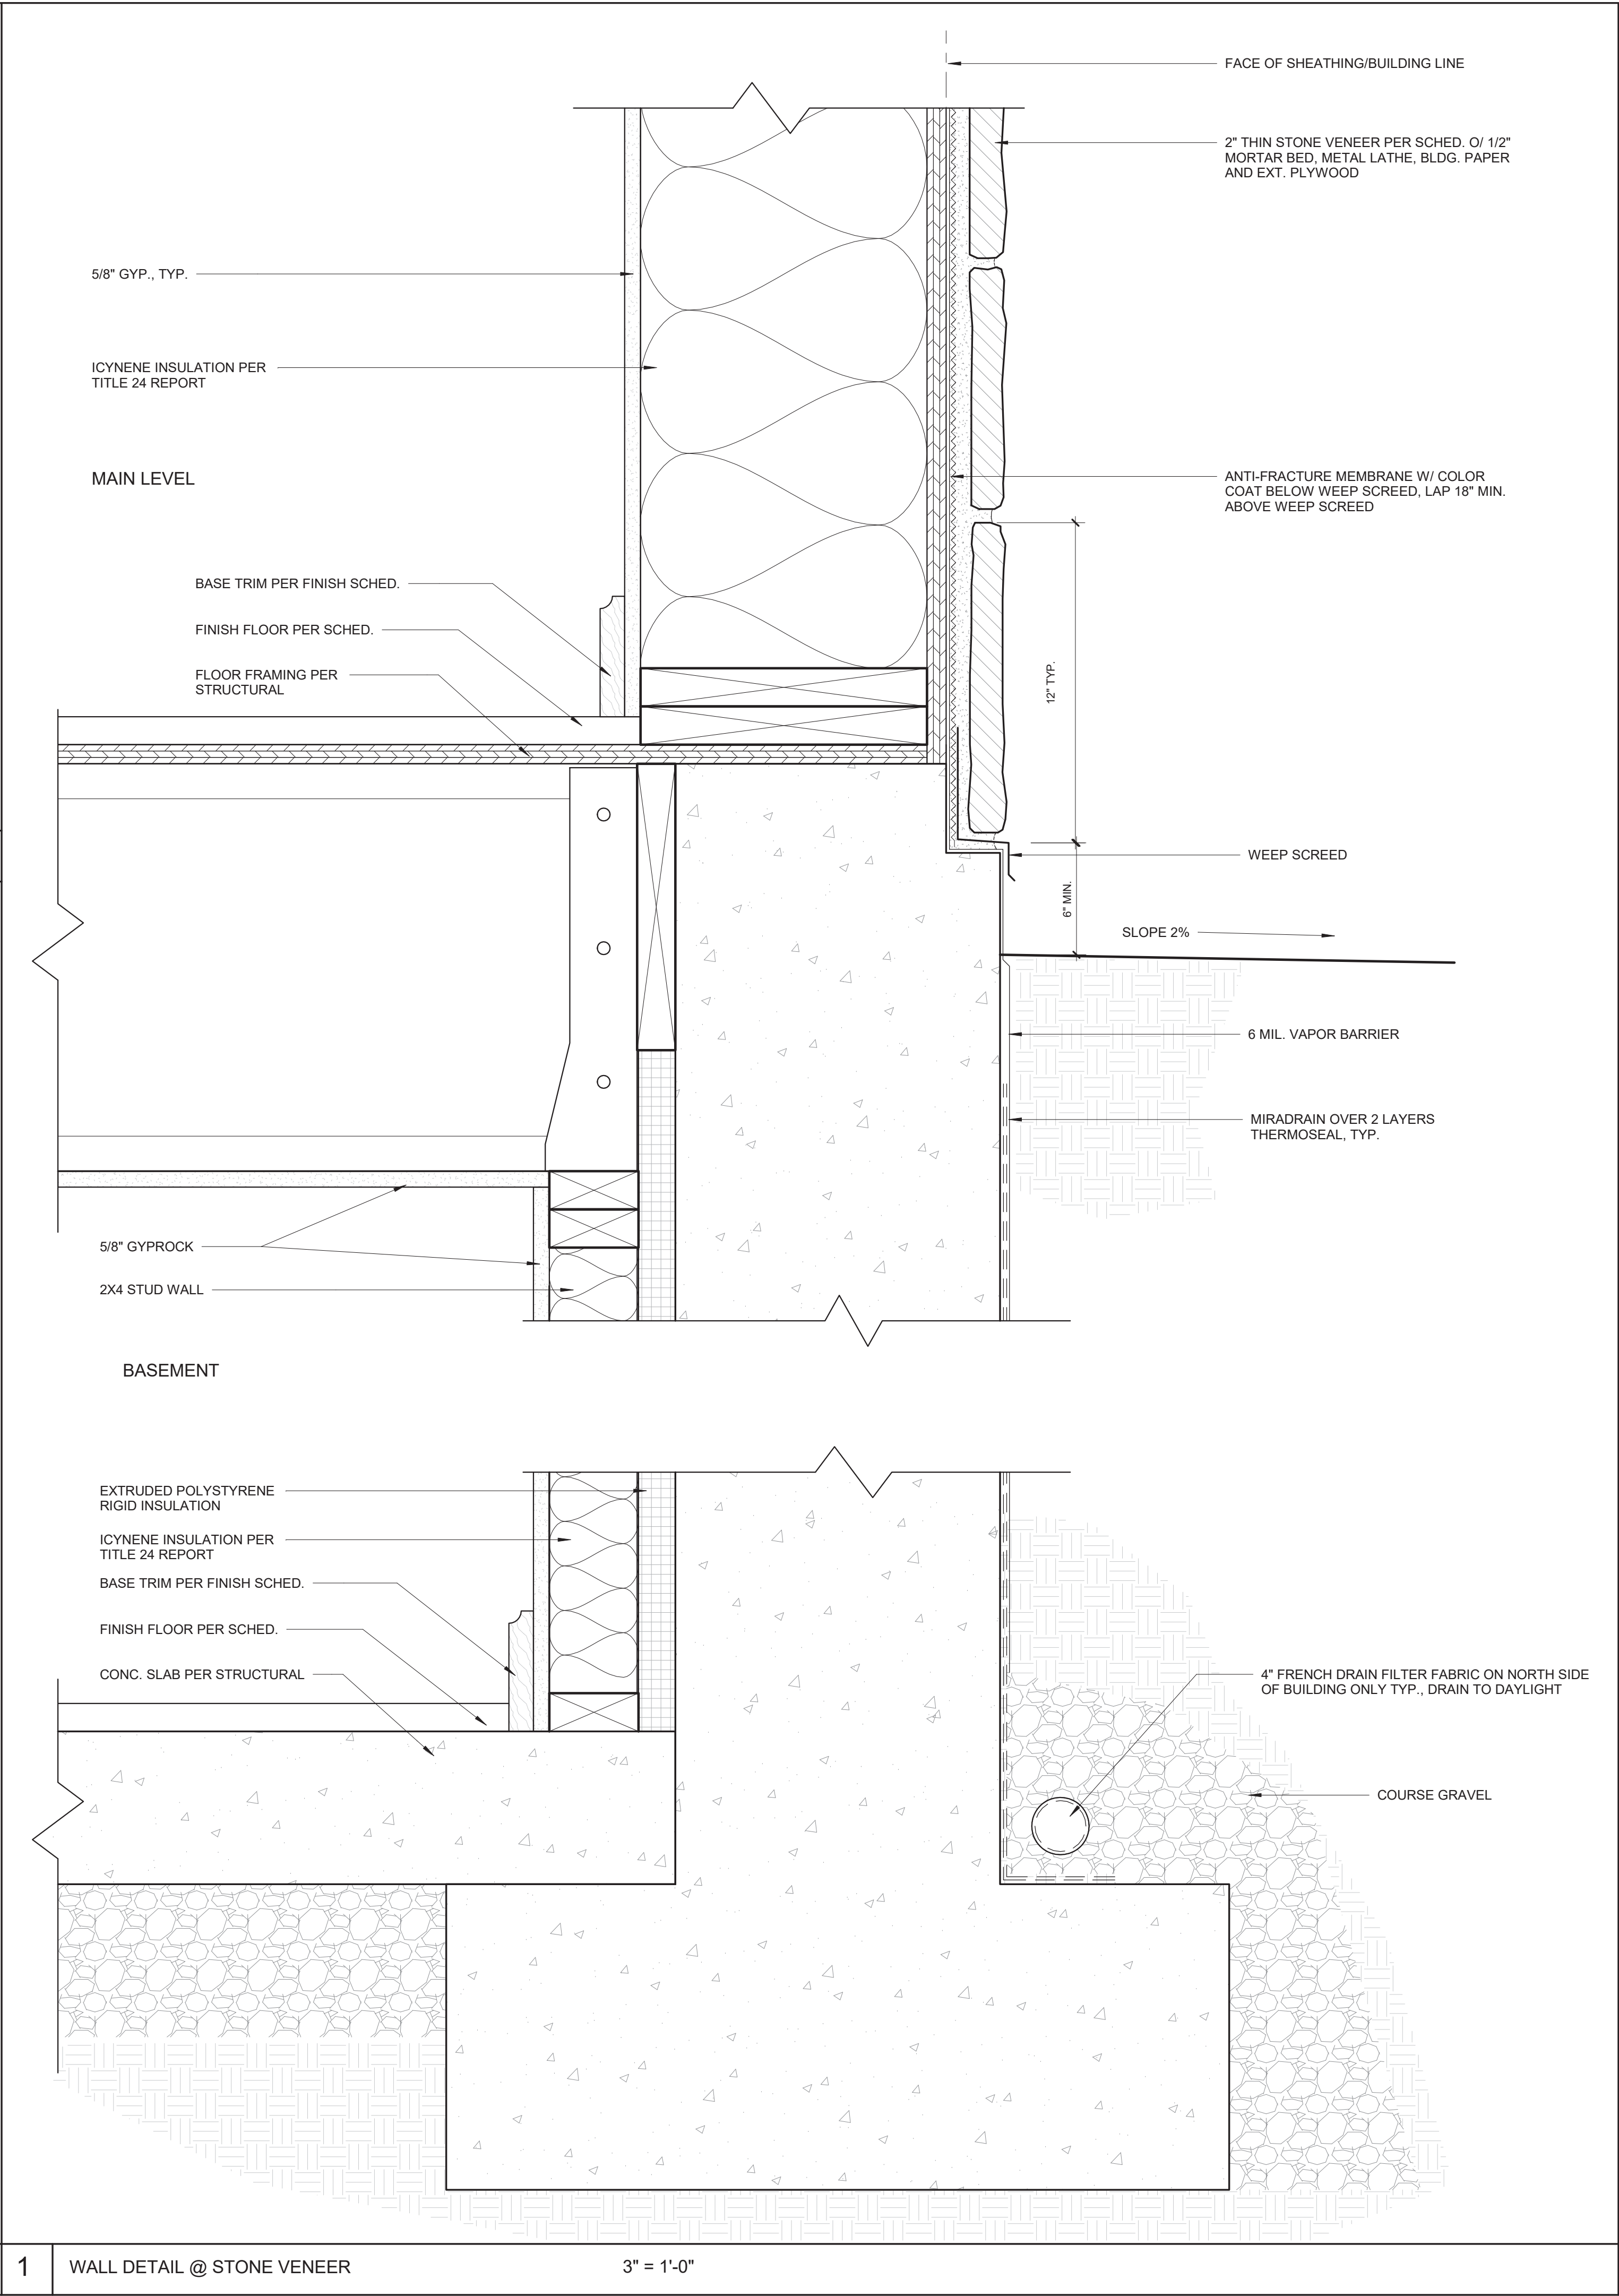 FACE OF SHEATHING/BUILDING LINE
2" THIN STONE VENEER PER SCHED. O/ 1/2"
MORTAR BED, METAL LATHE, BLDG. PAPER
AND EXT. PLYWOOD
5/8" GYP., TYP.
ICYNENE INSULATION PER
TITLE 24 REPORT
MAIN LEVEL
ANTI-FRACTURE MEMBRANE W/ COLOR
COAT BELOW WEEP SCREED, LAP 18" MIN.
ABOVE WEEP SCREED
BASE TRIM PER FINISH SCHED.
FINISH FLOOR PER SCHED.
FLOOR FRAMING PER
STRUCTURAL
12" TYP.
WEEP SCREED
6" MIN.
SLOPE 2%
6 MIL. VAPOR BARRIER
MIRADRAIN OVER 2 LAYERS
THERMOSEAL, TYP.
5/8" GYPROCK
2X4 STUD WALL
BASEMENT
EXTRUDED POLYSTYRENE
RIGID INSULATION
ICYNENE INSULATION PER
TITLE 24 REPORT
BASE TRIM PER FINISH SCHED.
FINISH FLOOR PER SCHED.
CONC. SLAB PER STRUCTURAL
4" FRENCH DRAIN FILTER FABRIC ON NORTH SIDE
OF BUILDING ONLY TYP., DRAIN TO DAYLIGHT
COURSE GRAVEL
1 WALL DETAIL @ STONE VENEER 3" = 1'-0"